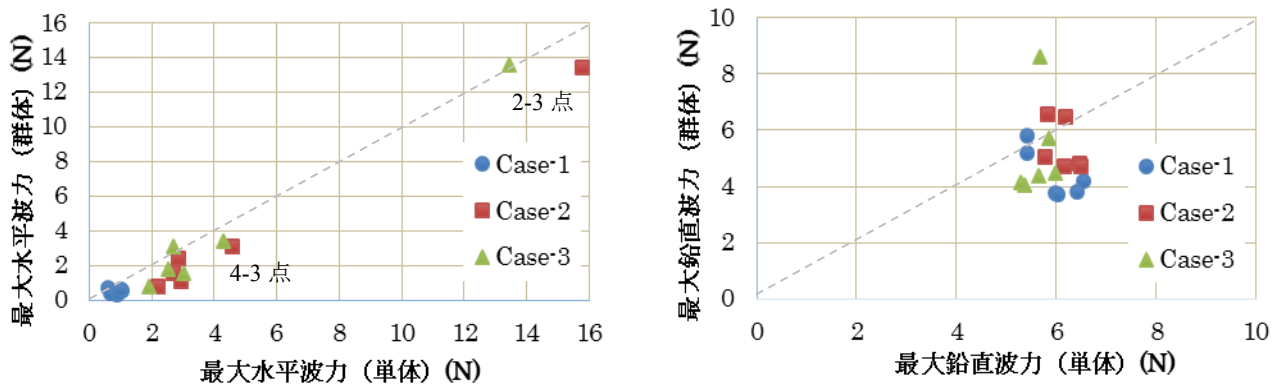 最大水平波力（群体）(N)
16
14
12
10
8
6
4
2
0
0 2 4 6 8 10 12 14 16
2-3 点
4-3 点
Case-1
Case-2
Case-3
最大水平波力（単体）(N)
最大鉛直波力（群体）(N)
10
8
6
4
2
0
0 2 4 6 8 10
Case-1
Case-2
Case-3
最大鉛直波力（単体）(N)